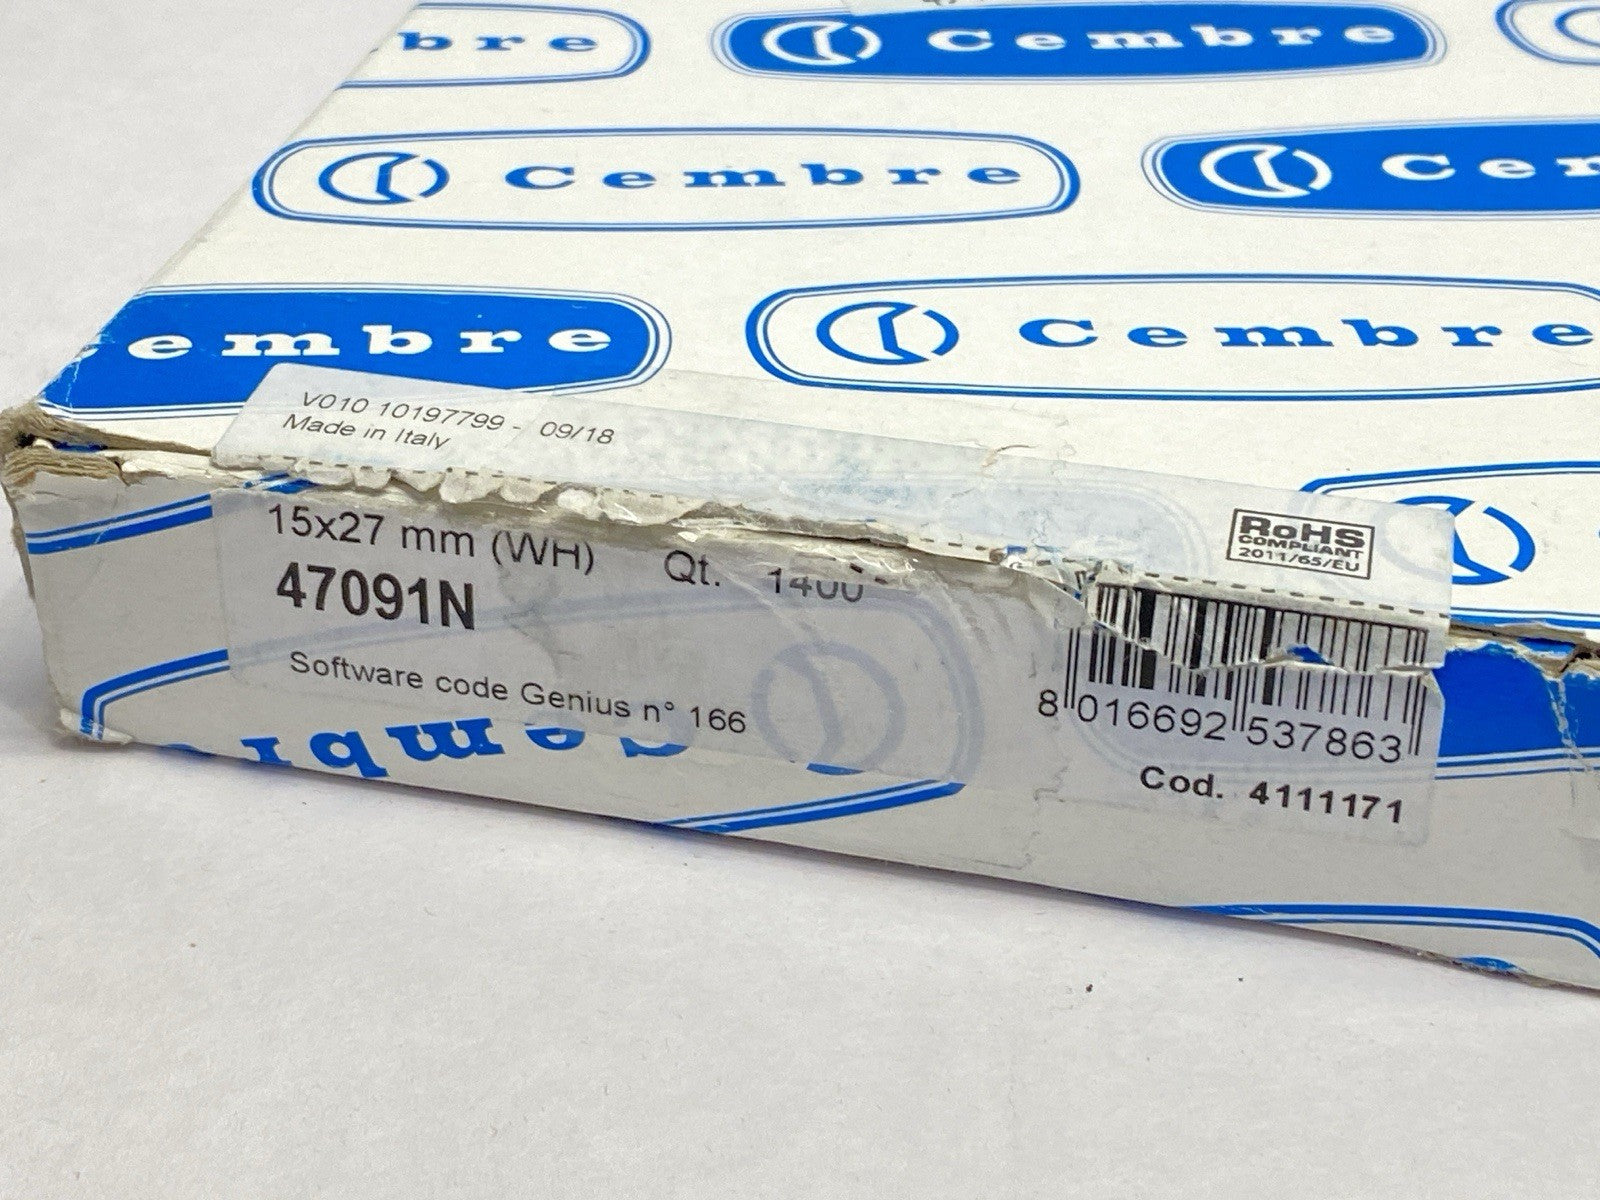 Cembre
Cembre
Cembre
Cembre
Cembre
V010 10197799 - 09/18
Made in Italy
RoHS
COMPLIANT
2011/65/EU
15x27 mm (WH) Qt. 1400
47091N
Software code Genius n° 166
8 016692 537863
Cod. 4111171